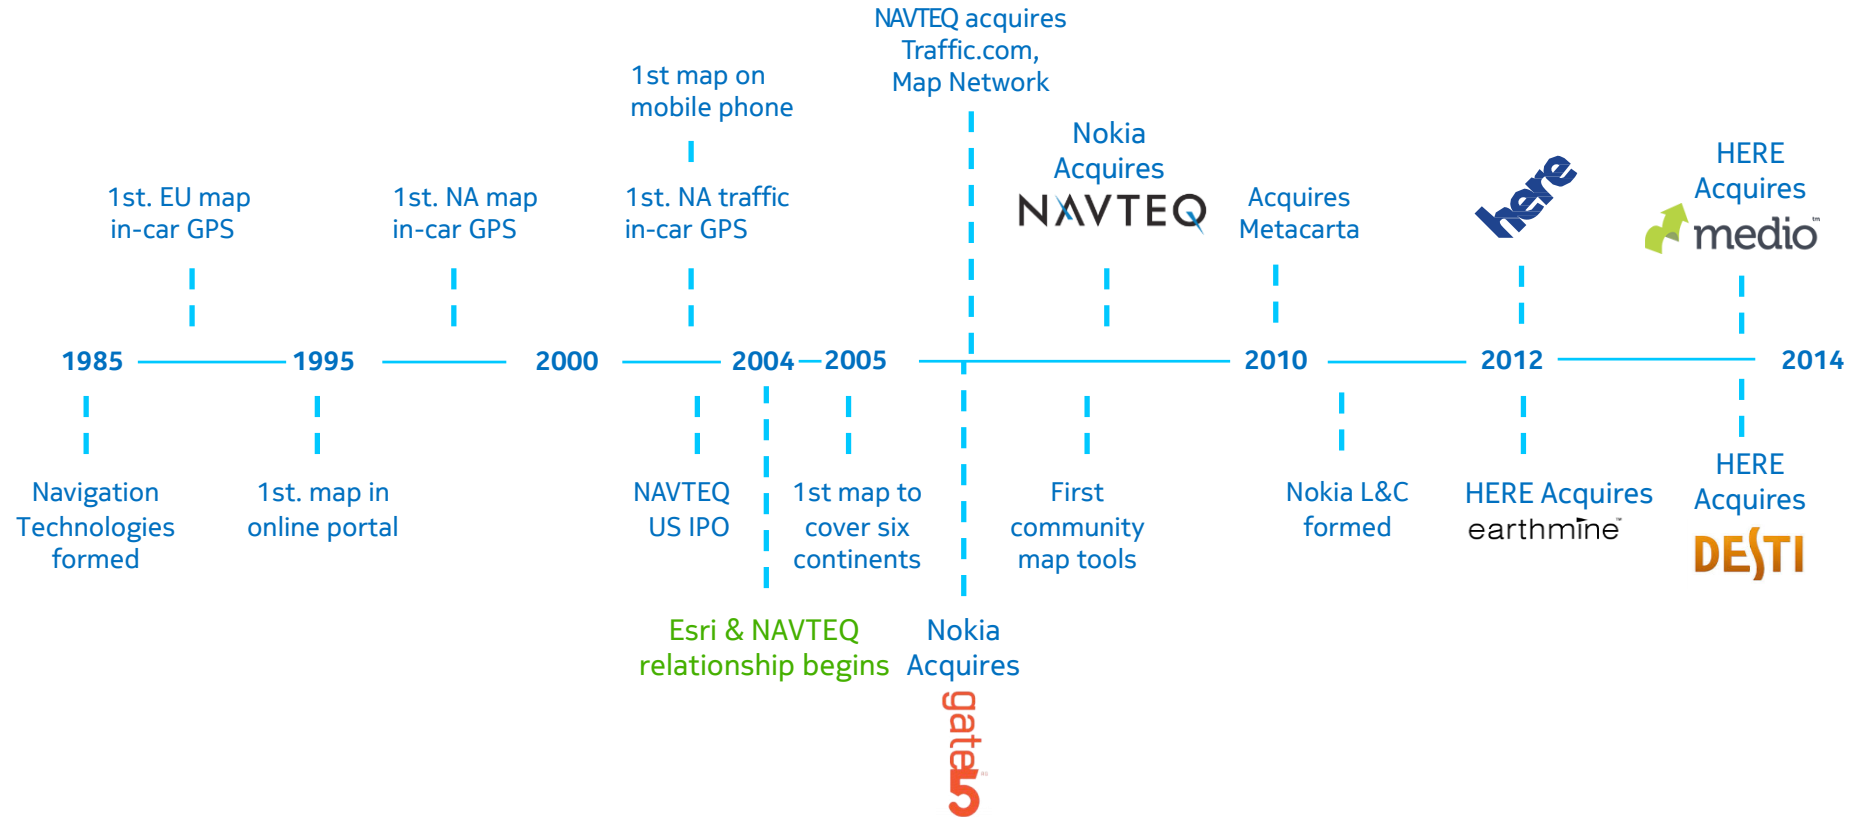 NAVTEQ acquires
Traffic.com,
Map Network
1st map on
mobile phone
Nokia
Acquires
NAVTEQ
HERE
Acquires
medio™
1st. EU map
in-car GPS
1st. NA map
in-car GPS
1st. NA traffic
in-car GPS
Acquires
Metacarta
here
1985
1995
2000
2004
2005
2010
2012
2014
Navigation
Technologies
formed
1st. map in
online portal
NAVTEQ
US IPO
1st map to
cover six
continents
First
community
map tools
Nokia L&C
formed
HERE Acquires
earthmine™
HERE
Acquires
DESTI
Esri & NAVTEQ
relationship begins
Nokia
Acquires
gate5